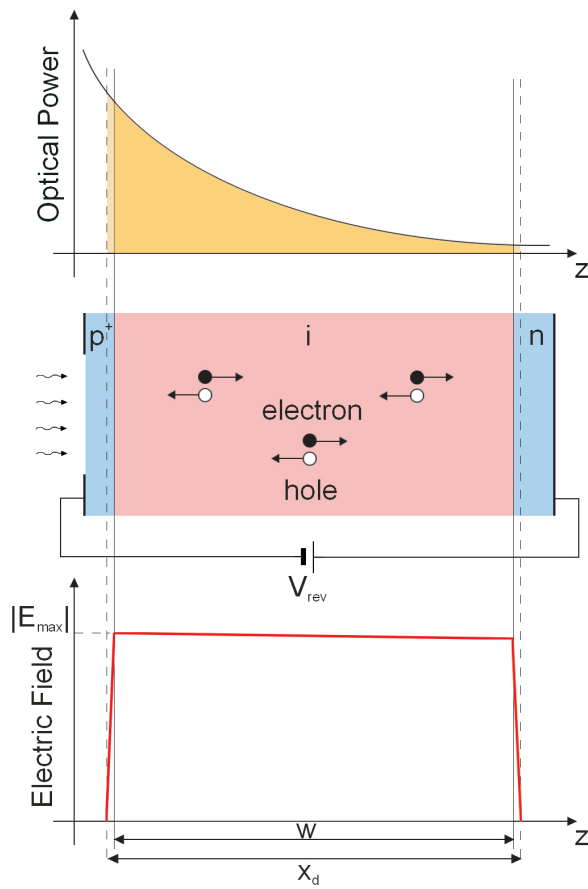 Optical Power
z
p+
i
n
electron
hole
Vrev
|Emax|
Electric Field
w
z
xd